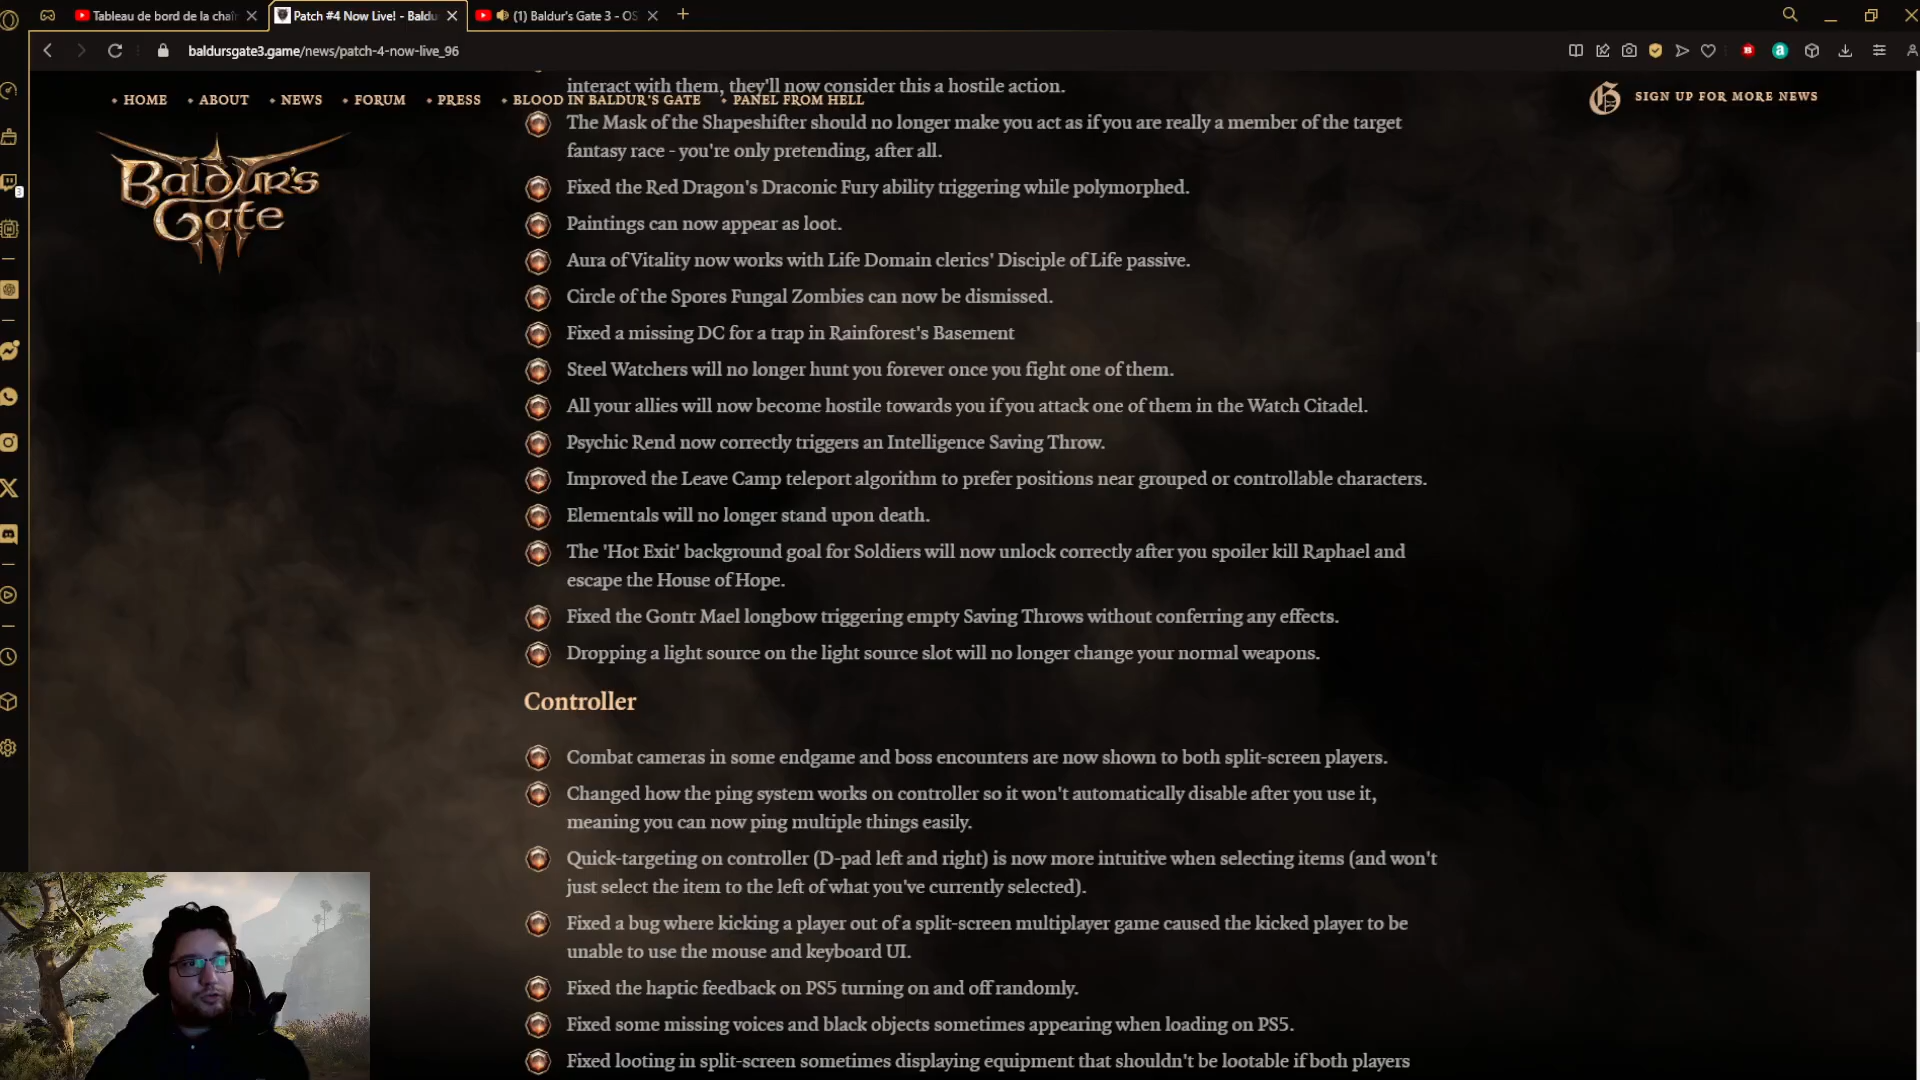 Tableau de bord de la chaîn
Patch #4 Now Live! - Baldu
(1) Baldur's Gate 3 - OS
baldursgate3.game/news/patch-4-now-live_96
interact with them, they'll now consider this a hostile action.
HOME ABOUT NEWS FORUM PRESS BLOOD IN BALDUR'S GATE PANEL FROM HELL
SIGN UP FOR MORE NEWS
BALDUR'S
GATE
3
The Mask of the Shapeshifter should no longer make you act as if you are really a member of the target
fantasy race - you're only pretending, after all.
Fixed the Red Dragon's Draconic Fury ability triggering while polymorphed.
Paintings can now appear as loot.
Aura of Vitality now works with Life Domain clerics' Disciple of Life passive.
Circle of the Spores Fungal Zombies can now be dismissed.
Fixed a missing DC for a trap in Rainforest's Basement
Steel Watchers will no longer hunt you forever once you fight one of them.
All your allies will now become hostile towards you if you attack one of them in the Watch Citadel.
Psychic Rend now correctly triggers an Intelligence Saving Throw.
Improved the Leave Camp teleport algorithm to prefer positions near grouped or controllable characters.
Elementals will no longer stand upon death.
The 'Hot Exit' background goal for Soldiers will now unlock correctly after you spoiler kill Raphael and
escape the House of Hope.
Fixed the Gontr Mael longbow triggering empty Saving Throws without conferring any effects.
Dropping a light source on the light source slot will no longer change your normal weapons.
Controller
Combat cameras in some endgame and boss encounters are now shown to both split-screen players.
Changed how the ping system works on controller so it won't automatically disable after you use it,
meaning you can now ping multiple things easily.
Quick-targeting on controller (D-pad left and right) is now more intuitive when selecting items (and won't
just select the item to the left of what you've currently selected).
Fixed a bug where kicking a player out of a split-screen multiplayer game caused the kicked player to be
unable to use the mouse and keyboard UI.
Fixed the haptic feedback on PS5 turning on and off randomly.
Fixed some missing voices and black objects sometimes appearing when loading on PS5.
Fixed looting in split-screen sometimes displaying equipment that shouldn't be lootable if both players